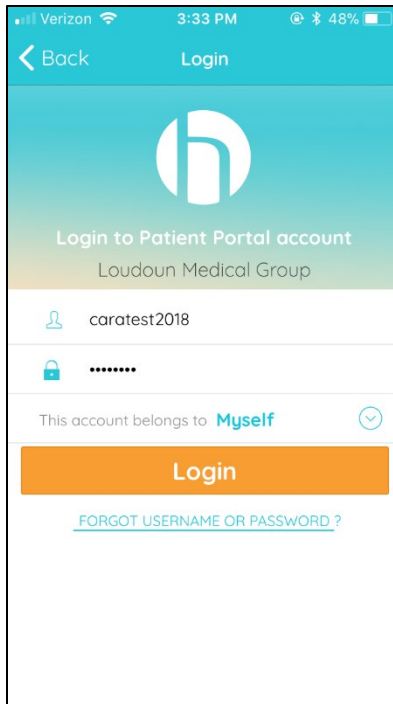 Verizon 3:33 PM 48%
Back Login
h
Login to Patient Portal account
Loudoun Medical Group
caratest2018
••••••••
This account belongs to Myself
Login
FORGOT USERNAME OR PASSWORD ?